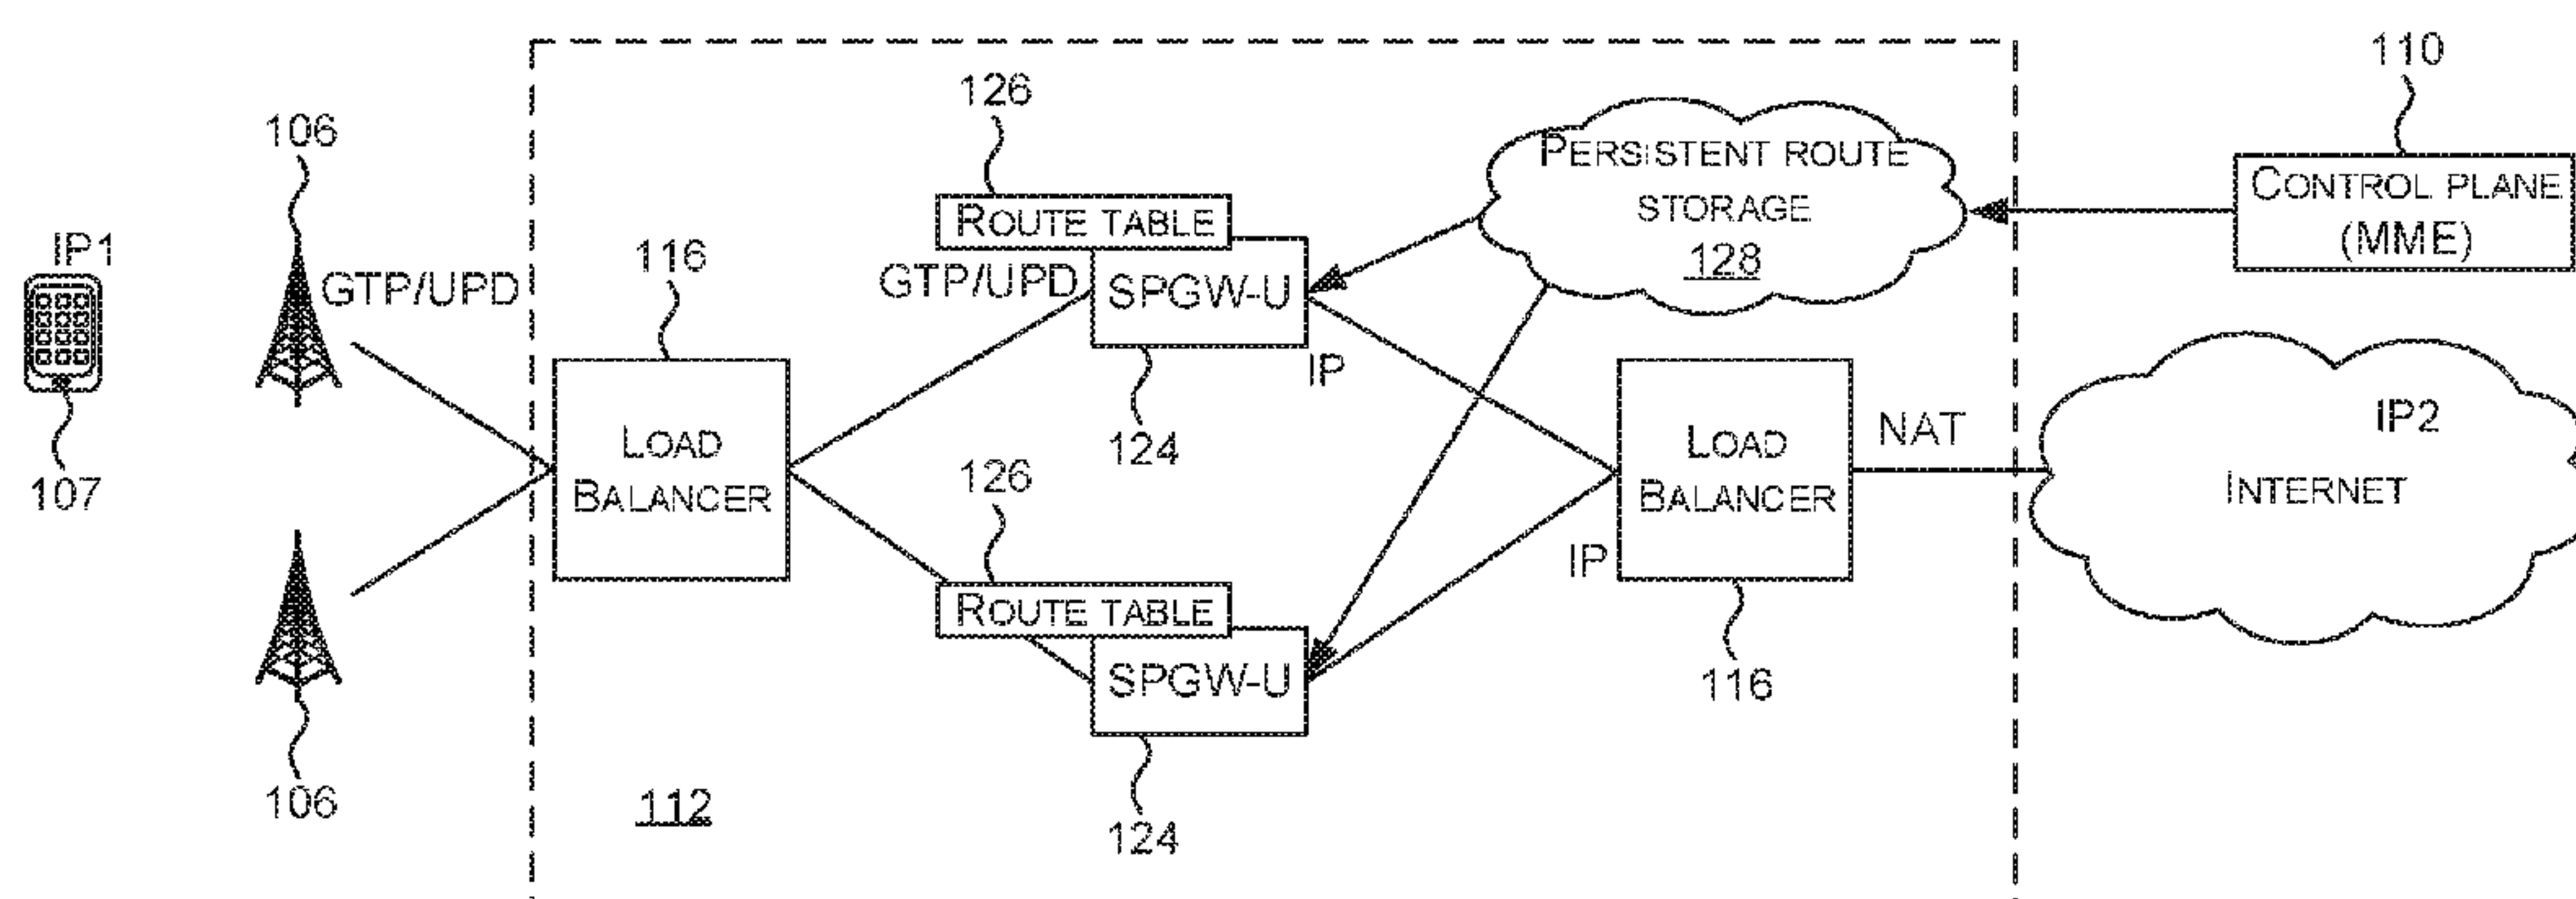 110
126
106
PERSISTENT ROUTE
STORAGE
128
CONTROL PLANE
(MME)
ROUTE TABLE
IP1
116
GTP/UPD
GTP/UPD
SPGW-U
IP
IP2
124
NAT
LOAD
BALANCER
LOAD
BALANCER
126
107
INTERNET
IP
ROUTE TABLE
SPGW-U
116
106
112
124